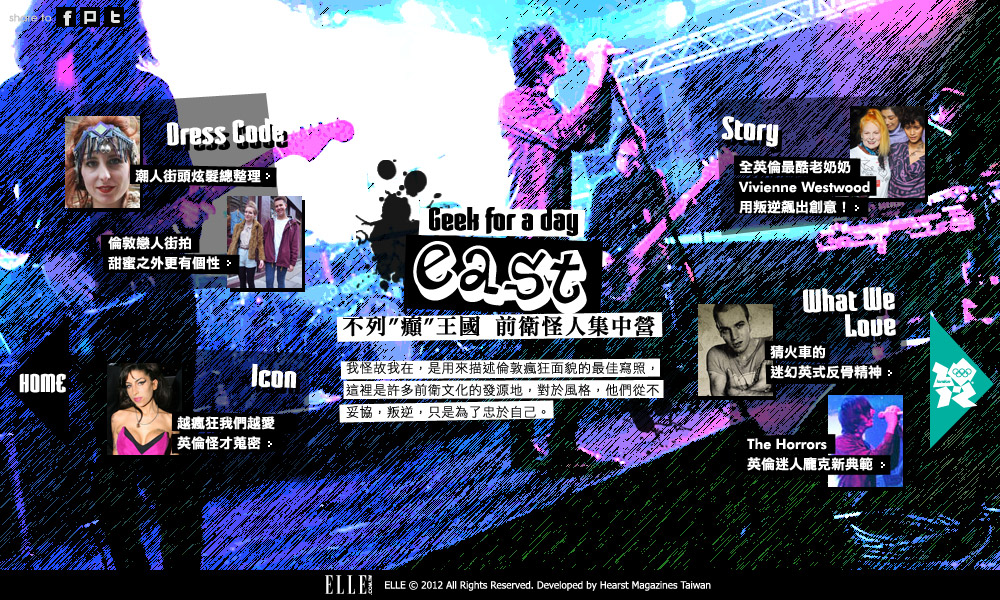 share to f p t
Dress Code
潮人街頭炫髮總整理
倫敦戀人街拍
甜蜜之外更有個性
HOME
Icon
越瘋狂我們越愛
英倫怪才蒐密
Geek for a day
east
不列"癲"王國 前衛怪人集中營
我怪故我在，是用來描述倫敦瘋狂面貌的最佳寫照，
這裡是許多前衛文化的發源地，對於風格，他們從不
妥協，叛逆，只是為了忠於自己。
Story
全英倫最酷老奶奶
Vivienne Westwood
用叛逆飆出創意！
What We
Love
猜火車的
迷幻英式反骨精神
The Horrors
英倫迷人龐克新典範
ELLE ELLE © 2012 All Rights Reserved. Developed by Hearst Magazines Taiwan